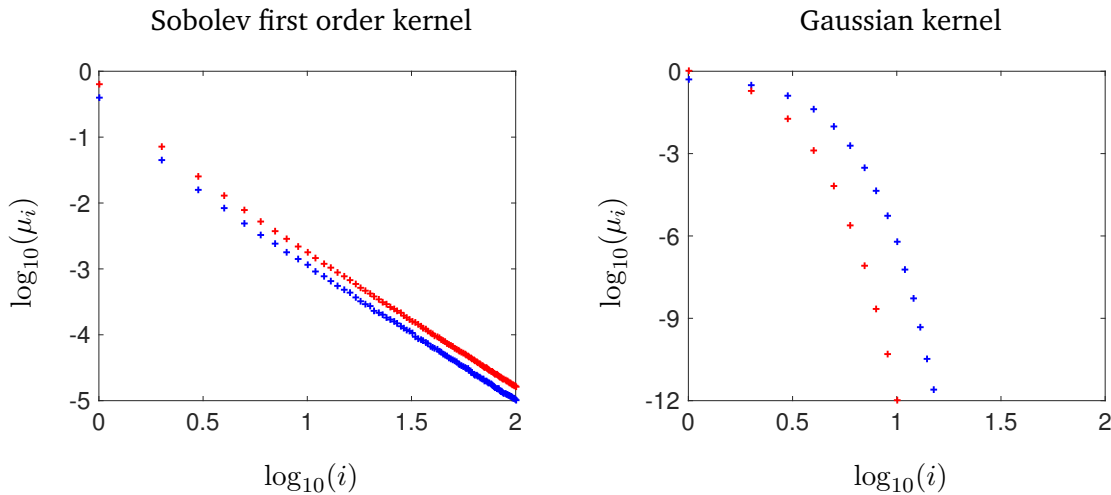 Sobolev first order kernel
0
-1
-2
-3
-4
-5
0 0.5 1 1.5 2
log₁₀(μᵢ)
log₁₀(i)
Gaussian kernel
0
-3
-6
-9
-12
0 0.5 1 1.5 2
log₁₀(μᵢ)
log₁₀(i)